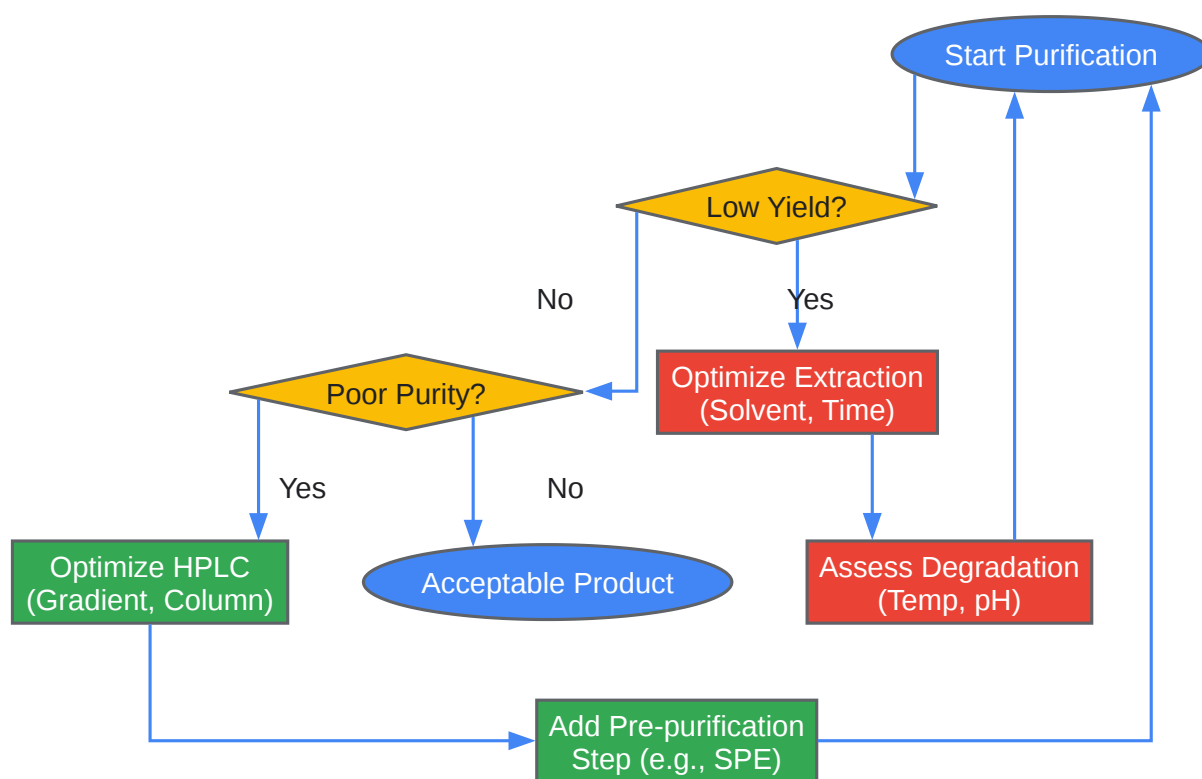 Start Purification
Low Yield?
No
Yes
Optimize Extraction
(Solvent, Time)
Poor Purity?
Yes
No
Optimize HPLC
(Gradient, Column)
Acceptable Product
Assess Degradation
(Temp, pH)
Add Pre-purification
Step (e.g., SPE)